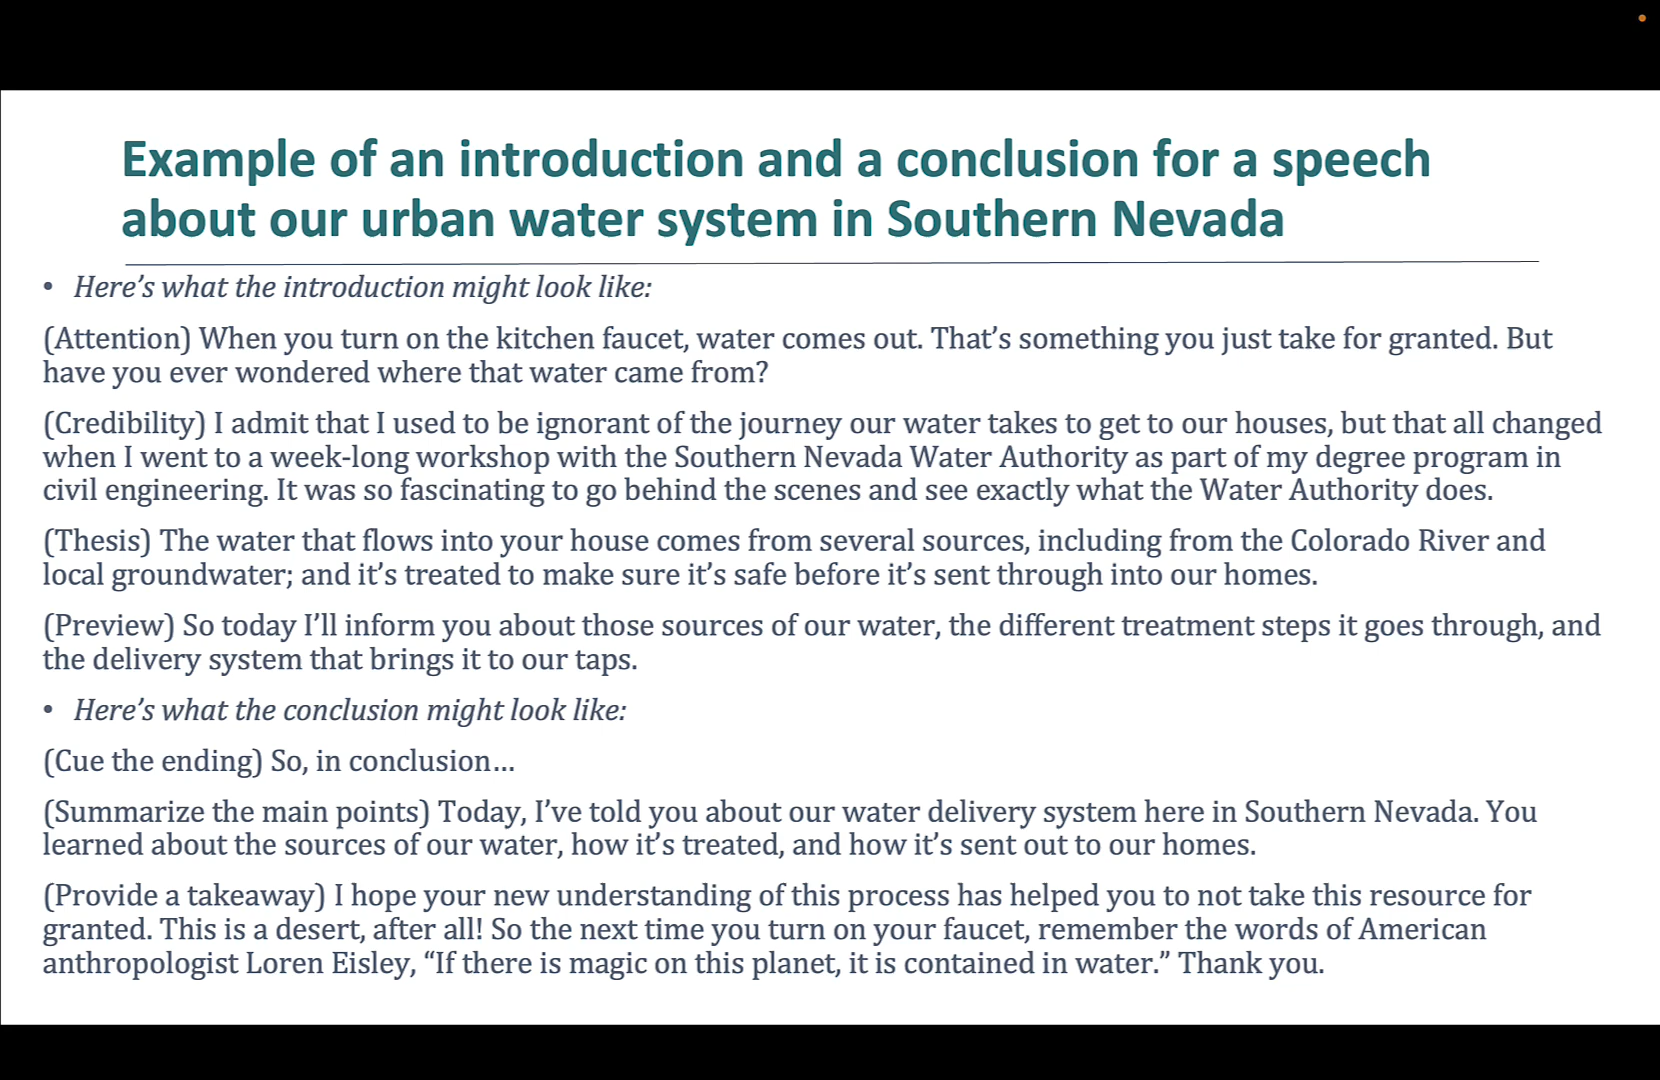 Example of an introduction and a conclusion for a speech
about our urban water system in Southern Nevada
• Here’s what the introduction might look like:
(Attention) When you turn on the kitchen faucet, water comes out. That’s something you just take for granted. But
have you ever wondered where that water came from?
(Credibility) I admit that I used to be ignorant of the journey our water takes to get to our houses, but that all changed
when I went to a week-long workshop with the Southern Nevada Water Authority as part of my degree program in
civil engineering. It was so fascinating to go behind the scenes and see exactly what the Water Authority does.
(Thesis) The water that flows into your house comes from several sources, including from the Colorado River and
local groundwater; and it’s treated to make sure it’s safe before it’s sent through into our homes.
(Preview) So today I’ll inform you about those sources of our water, the different treatment steps it goes through, and
the delivery system that brings it to our taps.
• Here’s what the conclusion might look like:
(Cue the ending) So, in conclusion…
(Summarize the main points) Today, I’ve told you about our water delivery system here in Southern Nevada. You
learned about the sources of our water, how it’s treated, and how it’s sent out to our homes.
(Provide a takeaway) I hope your new understanding of this process has helped you to not take this resource for
granted. This is a desert, after all! So the next time you turn on your faucet, remember the words of American
anthropologist Loren Eisley, “If there is magic on this planet, it is contained in water.” Thank you.